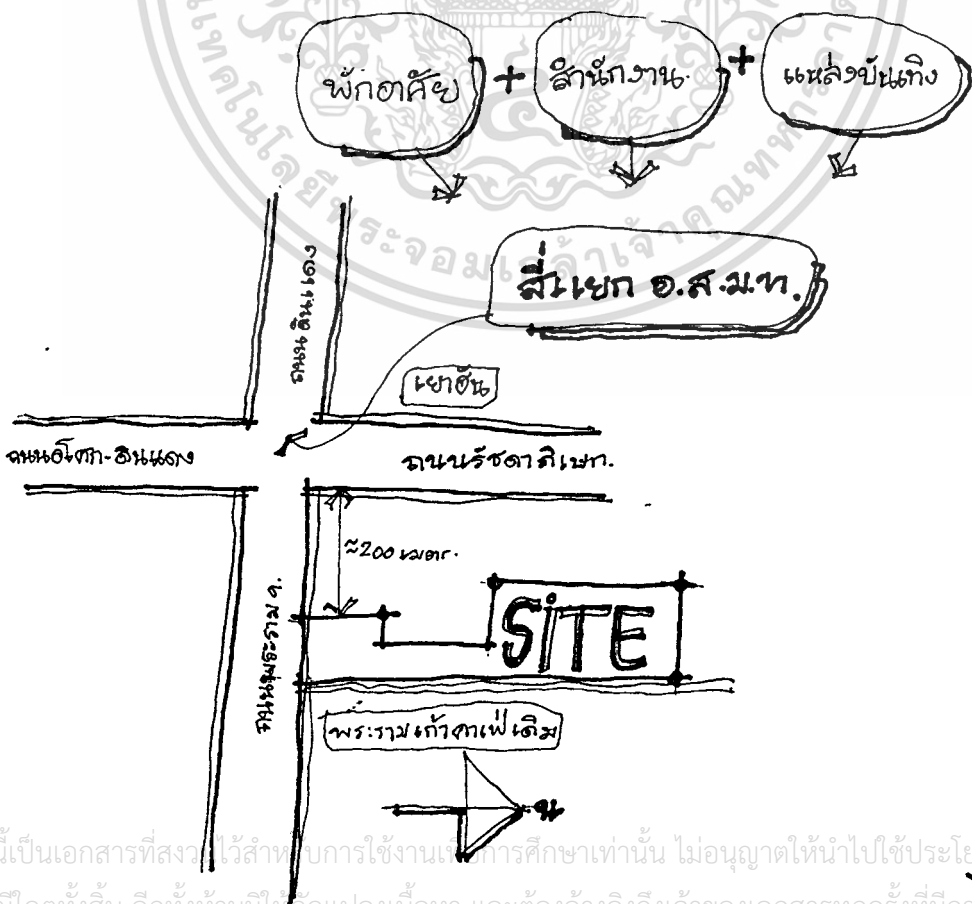 พักอาศัย + สำนักงาน. + แหล่งบันเทิง
สี่แยก อ.ส.ม.ท.
ถนนดินแดง
เยาฮัน
ถนนอโศก-ดินแดง
ถนนรัชดาภิเษก.
≈200 เมตร.
ถนนพระราม ๙.
SiTE
พระรามเก้าคาเฟ่เดิม
น